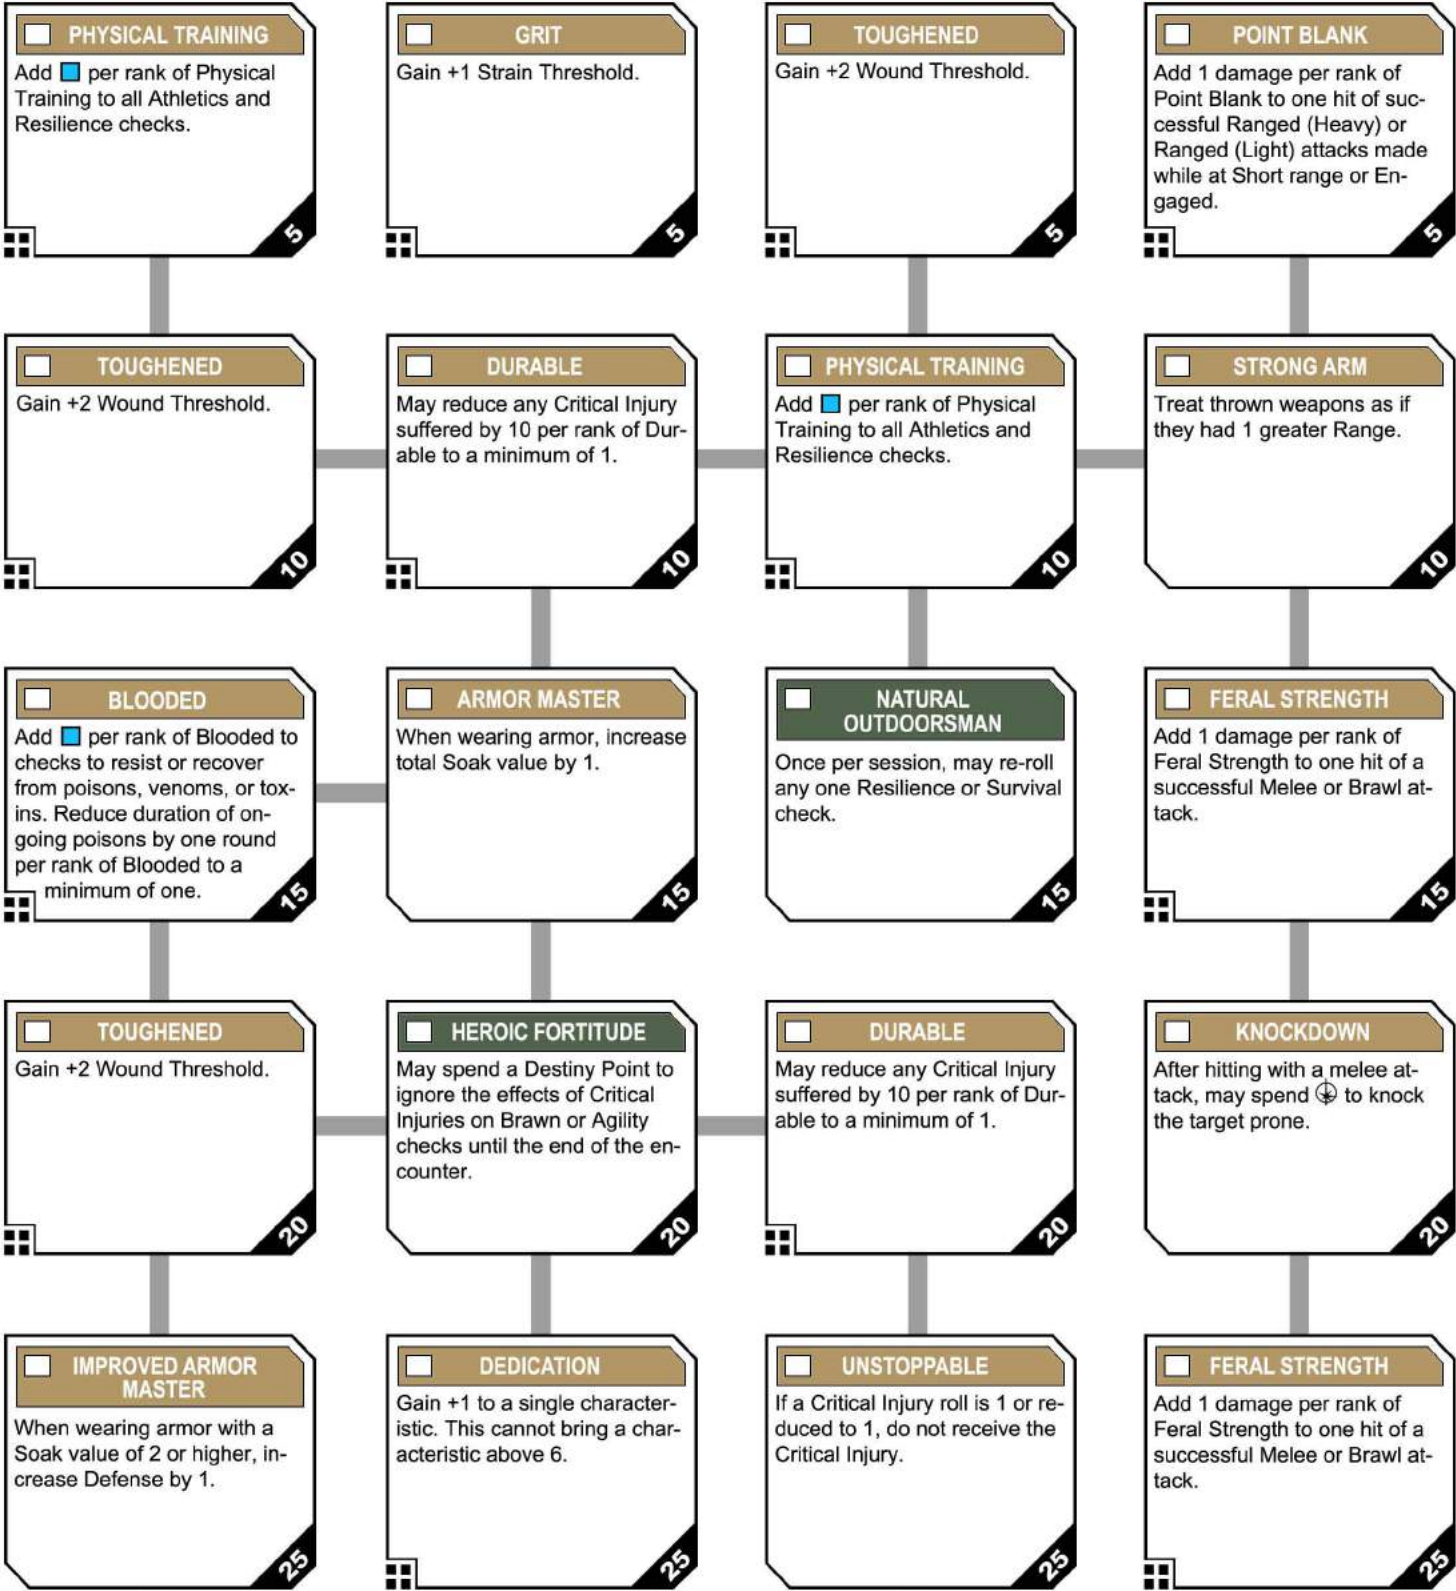 PHYSICAL TRAINING
Add per rank of Physical
Training to all Athletics and
Resilience checks.
5
GRIT
Gain +1 Strain Threshold.
5
TOUGHENED
Gain +2 Wound Threshold.
5
POINT BLANK
Add 1 damage per rank of
Point Blank to one hit of suc-
cessful Ranged (Heavy) or
Ranged (Light) attacks made
while at Short range or En-
gaged.
5
TOUGHENED
Gain +2 Wound Threshold.
10
DURABLE
May reduce any Critical Injury
suffered by 10 per rank of Dur-
able to a minimum of 1.
10
PHYSICAL TRAINING
Add per rank of Physical
Training to all Athletics and
Resilience checks.
10
STRONG ARM
Treat thrown weapons as if
they had 1 greater Range.
10
BLOODED
Add per rank of Blooded to
checks to resist or recover
from poisons, venoms, or tox-
ins. Reduce duration of on-
going poisons by one round
per rank of Blooded to a
minimum of one.
15
ARMOR MASTER
When wearing armor, increase
total Soak value by 1.
15
NATURAL
OUTDOORSMAN
Once per session, may re-roll
any one Resilience or Survival
check.
15
FERAL STRENGTH
Add 1 damage per rank of
Feral Strength to one hit of a
successful Melee or Brawl at-
tack.
15
TOUGHENED
Gain +2 Wound Threshold.
20
HEROIC FORTITUDE
May spend a Destiny Point to
ignore the effects of Critical
Injuries on Brawn or Agility
checks until the end of the en-
counter.
20
DURABLE
May reduce any Critical Injury
suffered by 10 per rank of Dur-
able to a minimum of 1.
20
KNOCKDOWN
After hitting with a melee at-
tack, may spend to knock
the target prone.
20
IMPROVED ARMOR
MASTER
When wearing armor with a
Soak value of 2 or higher, in-
crease Defense by 1.
25
DEDICATION
Gain +1 to a single character-
istic. This cannot bring a char-
acteristic above 6.
25
UNSTOPPABLE
If a Critical Injury roll is 1 or re-
duced to 1, do not receive the
Critical Injury.
25
FERAL STRENGTH
Add 1 damage per rank of
Feral Strength to one hit of a
successful Melee or Brawl at-
tack.
25